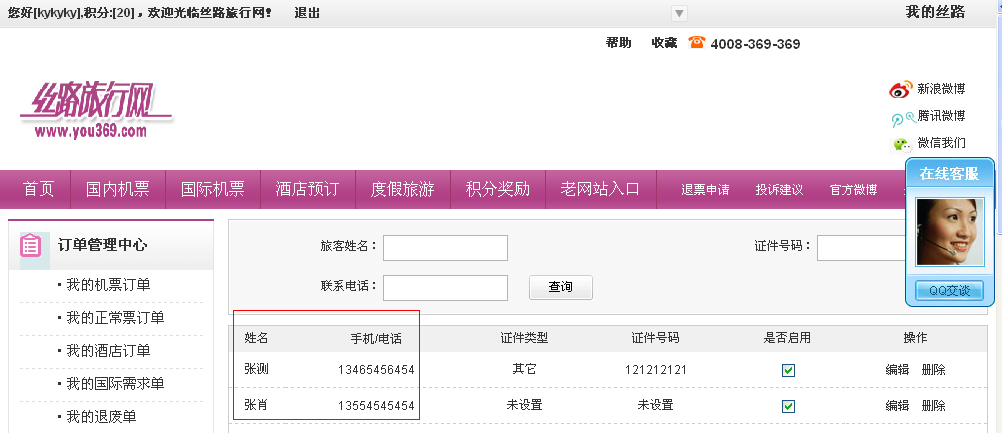 您好[kykyky],积分:[20]，欢迎光临丝路旅行网! 退出 我的丝路
帮助 收藏 4008-369-369
丝路旅行网
www.you369.com
新浪微博
腾讯微博
微信我们
首页 国内机票 国际机票 酒店预订 度假旅游 积分奖励 老网站入口 退票申请 投诉建议 官方微博
在线客服
QQ交谈
订单管理中心
我的机票订单
我的正常票订单
我的酒店订单
我的国际需求单
我的退废单
旅客姓名： 证件号码：
联系电话： 查询
姓名 手机/电话 证件类型 证件号码 是否启用 操作
张测 13465456454 其它 121212121 编辑 删除
张肖 13554545454 未设置 未设置 编辑 删除